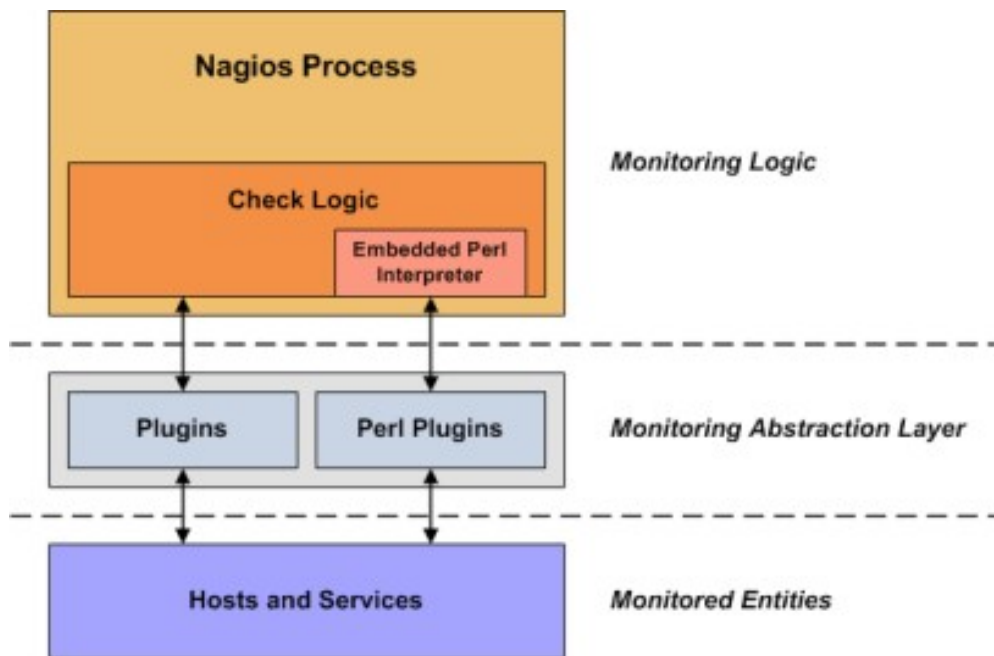 Nagios Process
Monitoring Logic
Check Logic
Embedded Perl
Interpreter
Plugins
Perl Plugins
Monitoring Abstraction Layer
Hosts and Services
Monitored Entities